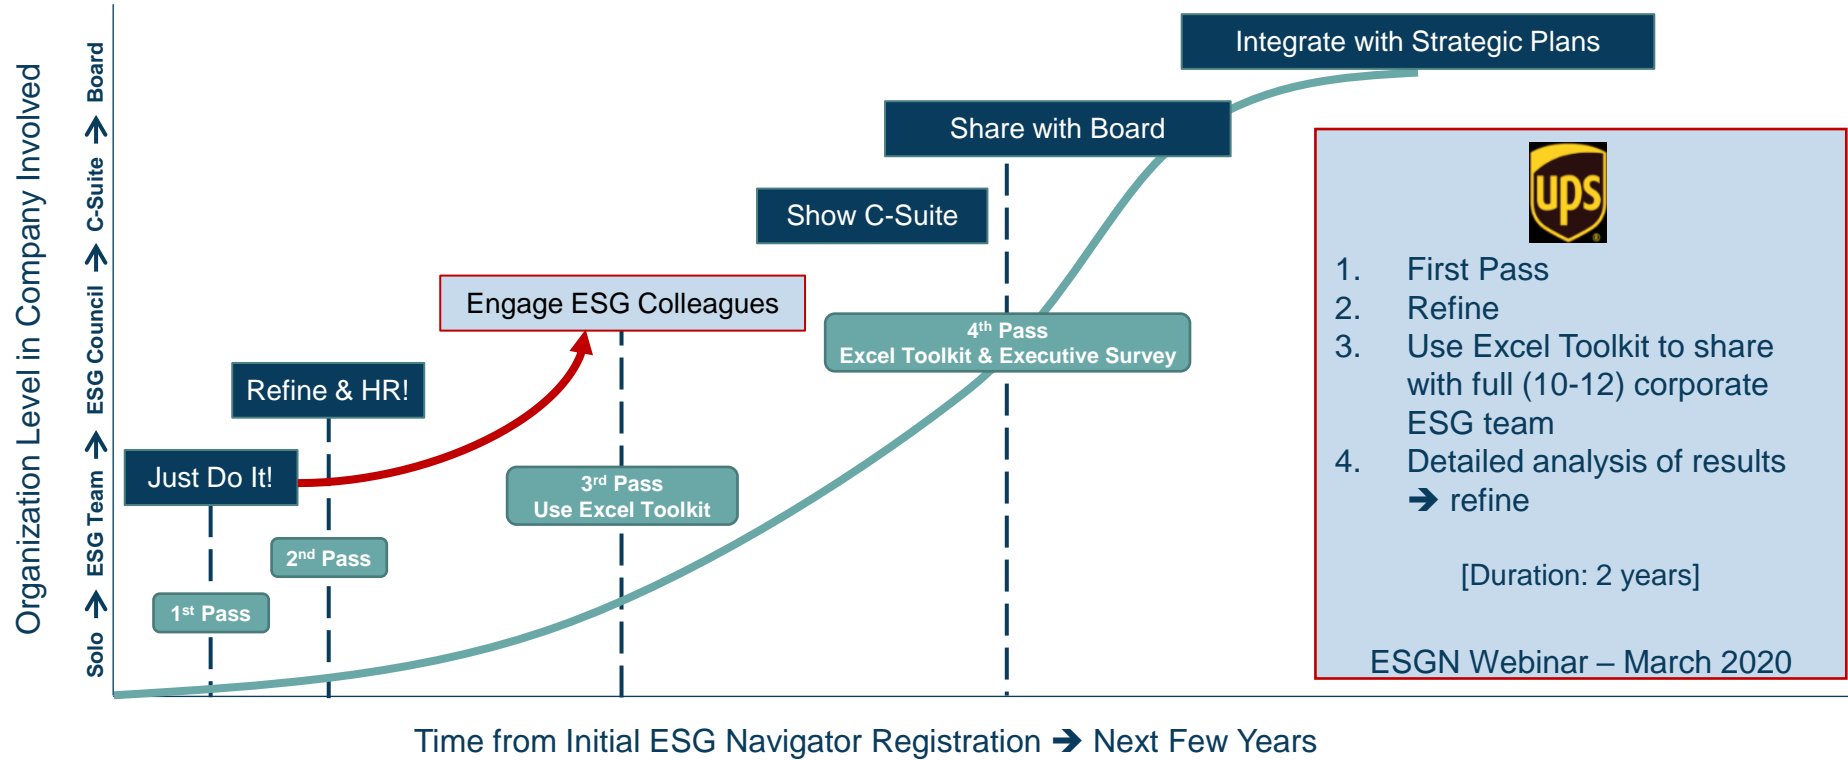 Organization Level in Company Involved
Solo → ESG Team → ESG Council → C-Suite → Board
Integrate with Strategic Plans
Share with Board
Show C-Suite
Engage ESG Colleagues
Refine & HR!
Just Do It!
4th Pass
Excel Toolkit & Executive Survey
3rd Pass
Use Excel Toolkit
2nd Pass
1st Pass
ups
®
1. First Pass
2. Refine
3. Use Excel Toolkit to share
with full (10-12) corporate
ESG team
4. Detailed analysis of results
➔ refine
[Duration: 2 years]
ESGN Webinar – March 2020
Time from Initial ESG Navigator Registration ➔ Next Few Years